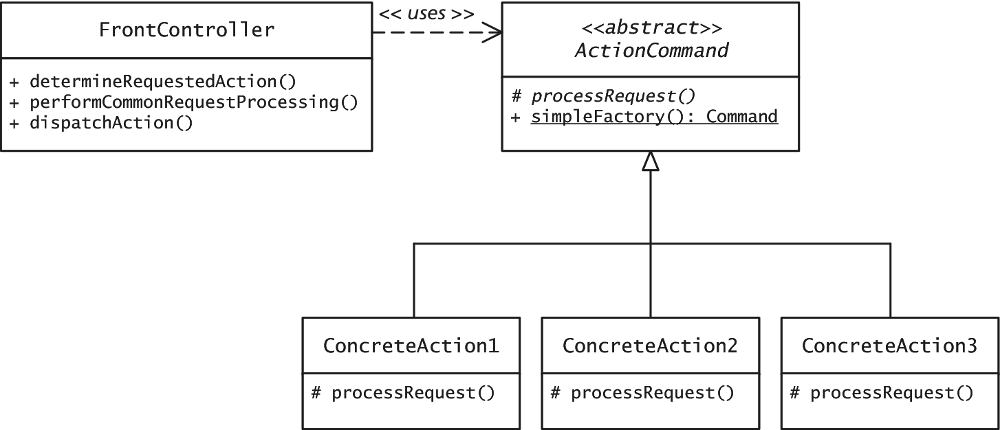 FrontController
+ determineRequestedAction()
+ performCommonRequestProcessing()
+ dispatchAction()
<< uses >>
<<abstract>>
ActionCommand
# processRequest()
+ simpleFactory(): Command
ConcreteAction1
# processRequest()
ConcreteAction2
# processRequest()
ConcreteAction3
# processRequest()